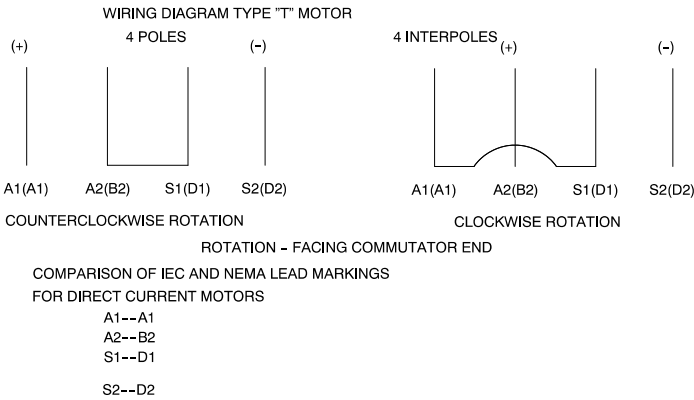 WIRING DIAGRAM TYPE "T" MOTOR
4 POLES
4 INTERPOLES
(+) (-) (+) (-)
A1(A1) A2(B2) S1(D1) S2(D2) A1(A1) A2(B2) S1(D1) S2(D2)
COUNTERCLOCKWISE ROTATION
CLOCKWISE ROTATION
ROTATION - FACING COMMUTATOR END
COMPARISON OF IEC AND NEMA LEAD MARKINGS
FOR DIRECT CURRENT MOTORS
A1--A1
A2--B2
S1--D1
S2--D2